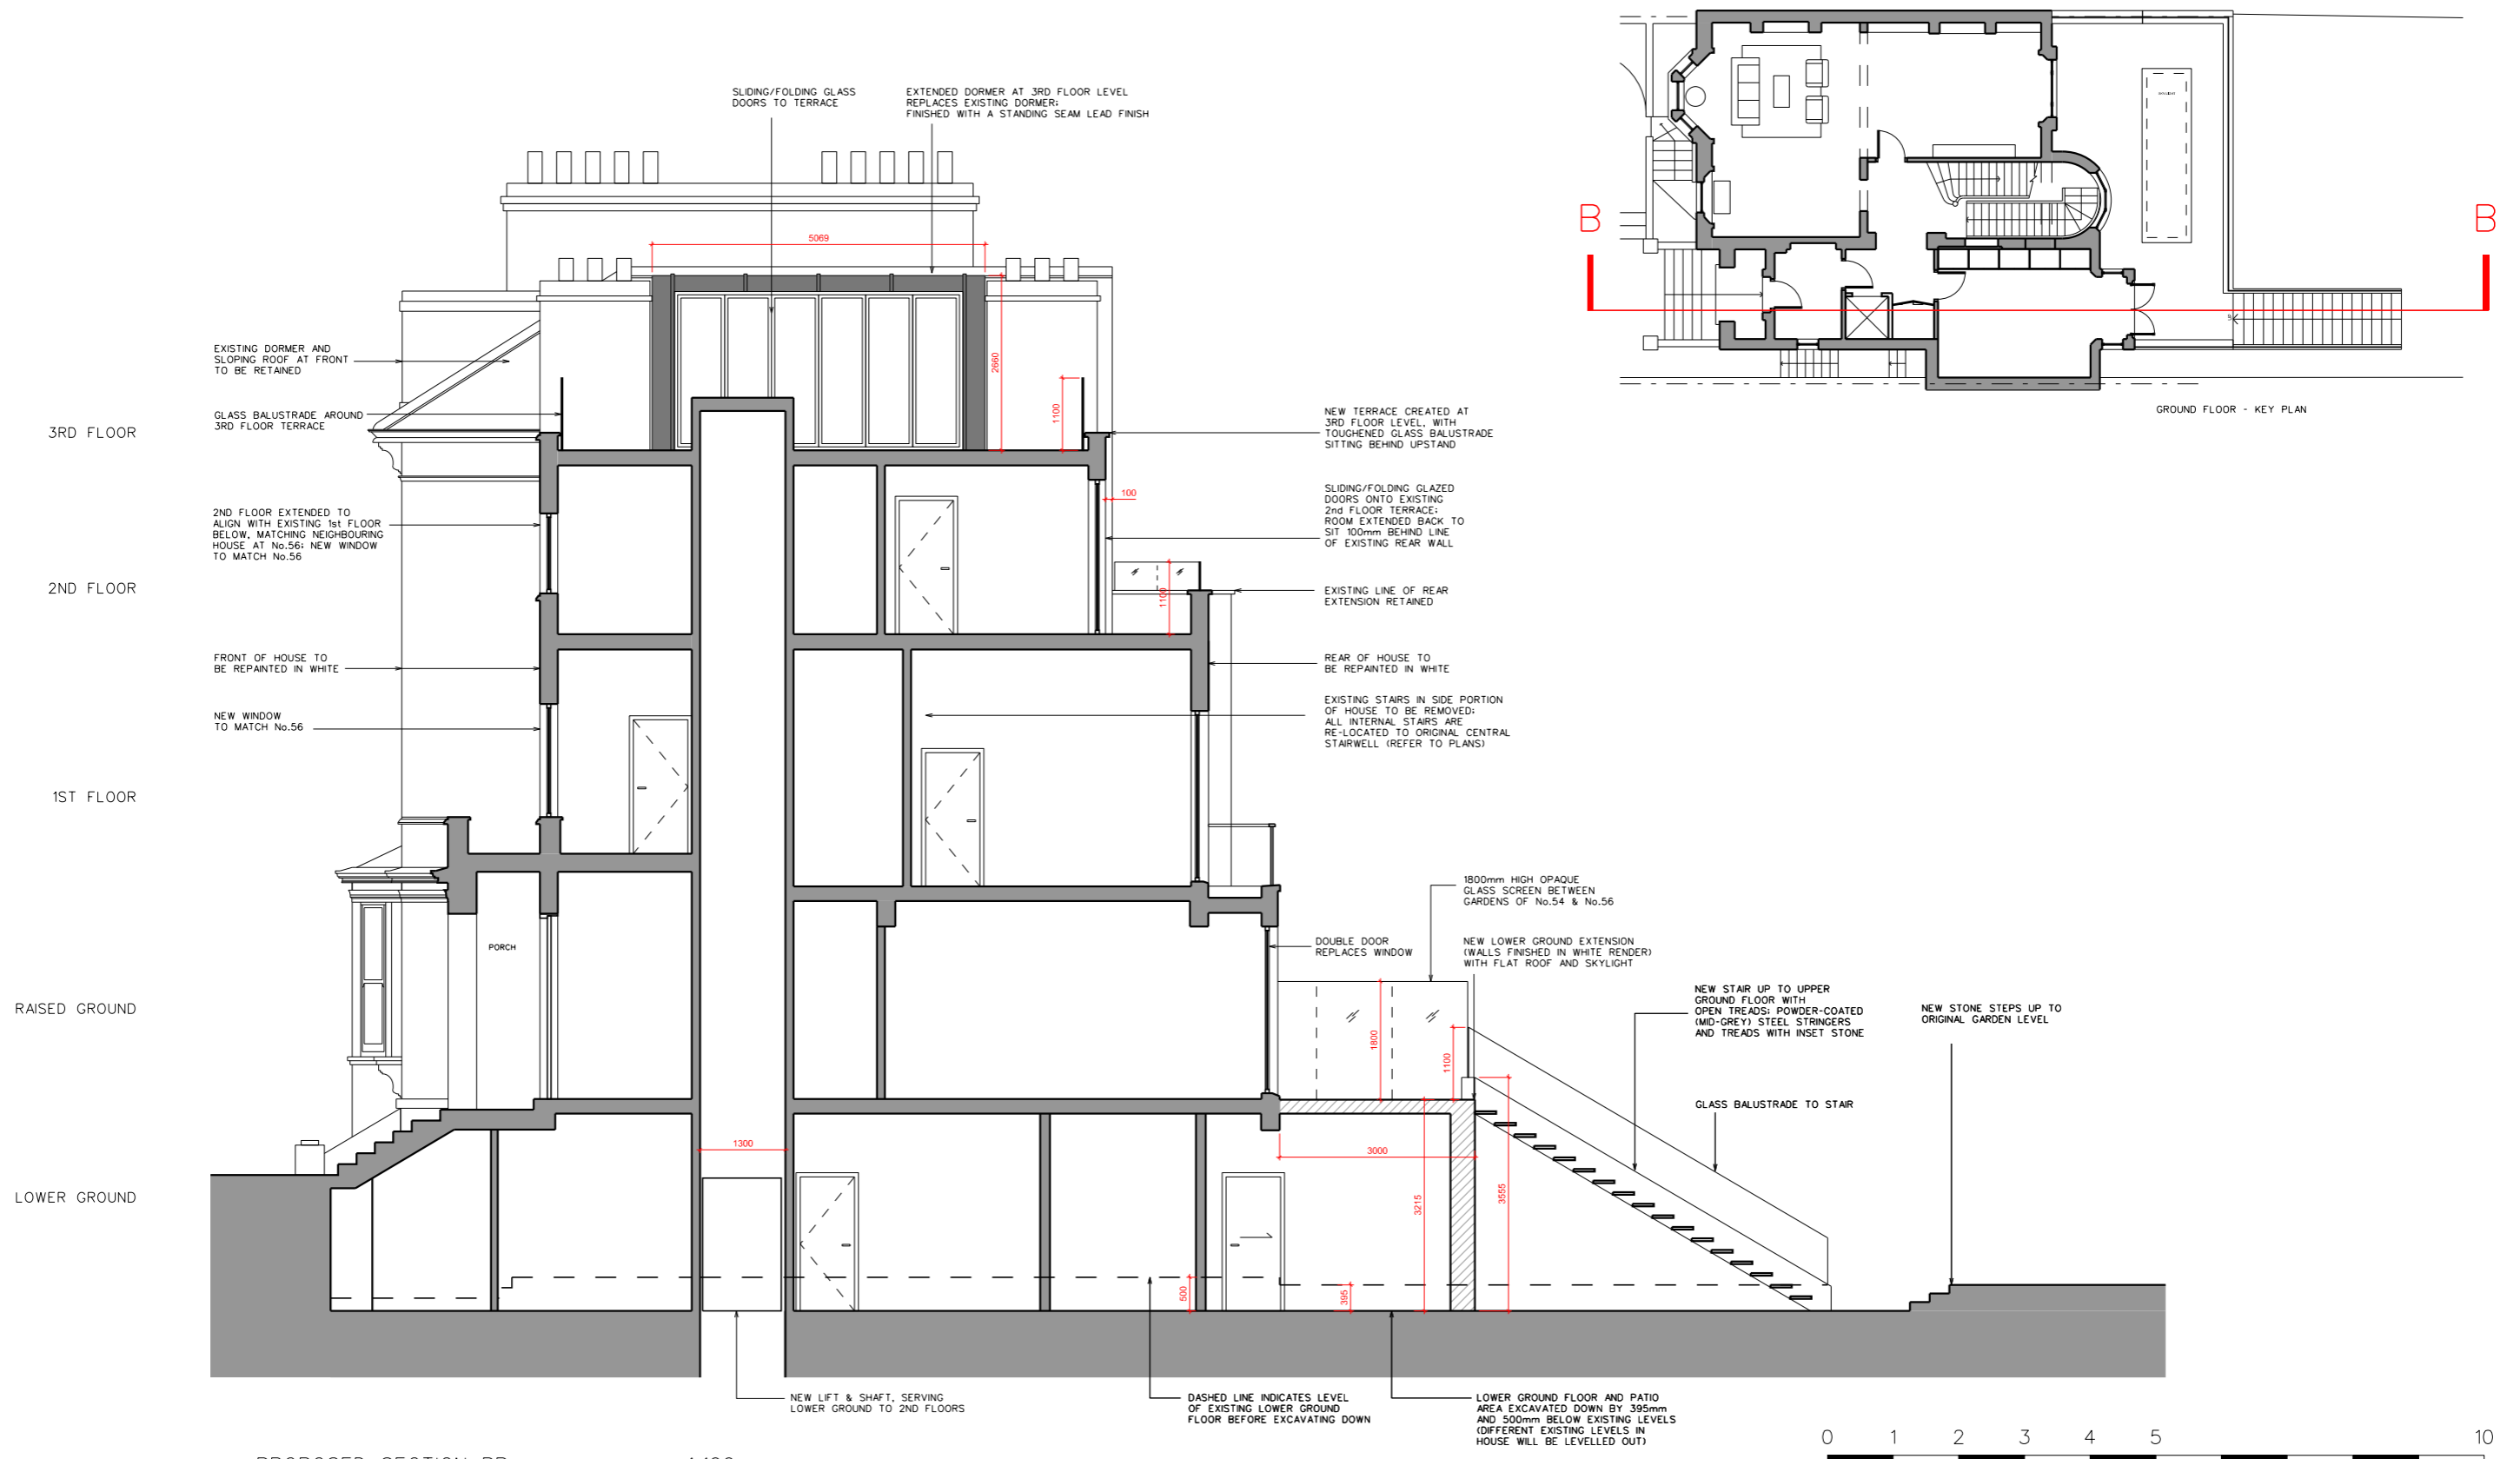 SLIDING/FOLDING GLASS
DOORS TO TERRACE
EXTENDED DORMER AT 3RD FLOOR LEVEL
REPLACES EXISTING DORMER;
FINISHED WITH A STANDING SEAM LEAD FINISH
B
B
GROUND FLOOR - KEY PLAN
5069
2660
1100
EXISTING DORMER AND
SLOPING ROOF AT FRONT
TO BE RETAINED
GLASS BALUSTRADE AROUND
3RD FLOOR TERRACE
3RD FLOOR
NEW TERRACE CREATED AT
3RD FLOOR LEVEL, WITH
TOUGHENED GLASS BALUSTRADE
SITTING BEHIND UPSTAND
100
SLIDING/FOLDING GLAZED
DOORS ONTO EXISTING
2nd FLOOR TERRACE;
ROOM EXTENDED BACK TO
SIT 100mm BEHIND LINE
OF EXISTING REAR WALL
2ND FLOOR EXTENDED TO
ALIGN WITH EXISTING 1st FLOOR
BELOW, MATCHING NEIGHBOURING
HOUSE AT No.56; NEW WINDOW
TO MATCH No.56
2ND FLOOR
1100
EXISTING LINE OF REAR
EXTENSION RETAINED
FRONT OF HOUSE TO
BE REPAINTED IN WHITE
REAR OF HOUSE TO
BE REPAINTED IN WHITE
NEW WINDOW
TO MATCH No.56
EXISTING STAIRS IN SIDE PORTION
OF HOUSE TO BE REMOVED;
ALL INTERNAL STAIRS ARE
RE-LOCATED TO ORIGINAL CENTRAL
STAIRWELL (REFER TO PLANS)
1ST FLOOR
1800mm HIGH OPAQUE
GLASS SCREEN BETWEEN
GARDENS OF No.54 & No.56
PORCH
DOUBLE DOOR
REPLACES WINDOW
NEW LOWER GROUND EXTENSION
(WALLS FINISHED IN WHITE RENDER)
WITH FLAT ROOF AND SKYLIGHT
RAISED GROUND
NEW STAIR UP TO UPPER
GROUND FLOOR WITH
OPEN TREADS; POWDER-COATED
(MID-GREY) STEEL STRINGERS
AND TREADS WITH INSET STONE
NEW STONE STEPS UP TO
ORIGINAL GARDEN LEVEL
1800
1100
GLASS BALUSTRADE TO STAIR
1300
3000
3215
3555
LOWER GROUND
500
395
NEW LIFT & SHAFT, SERVING
LOWER GROUND TO 2ND FLOORS
DASHED LINE INDICATES LEVEL
OF EXISTING LOWER GROUND
FLOOR BEFORE EXCAVATING DOWN
LOWER GROUND FLOOR AND PATIO
AREA EXCAVATED DOWN BY 395mm
AND 500mm BELOW EXISTING LEVELS
(DIFFERENT EXISTING LEVELS IN
HOUSE WILL BE LEVELLED OUT)
0 1 2 3 4 5 10
PROPOSED SECTION BB